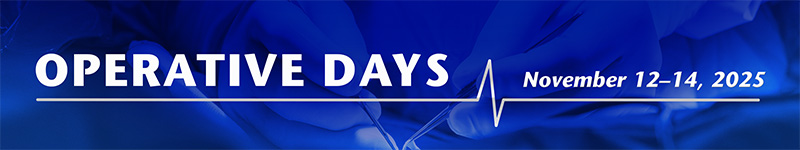 OPERATIVE DAYS
November 12–14, 2025